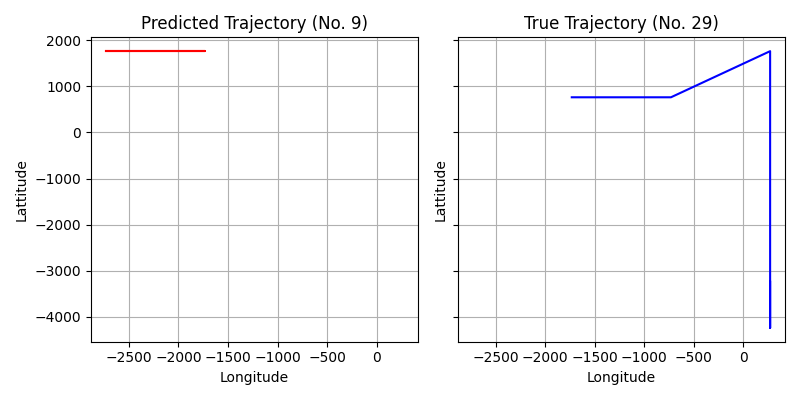 Predicted Trajectory (No. 9)
True Trajectory (No. 29)
2000
1000
0
−1000
−2000
−3000
−4000
Lattitude
Lattitude
−2500 −2000 −1500 −1000 −500 0
−2500 −2000 −1500 −1000 −500 0
Longitude
Longitude